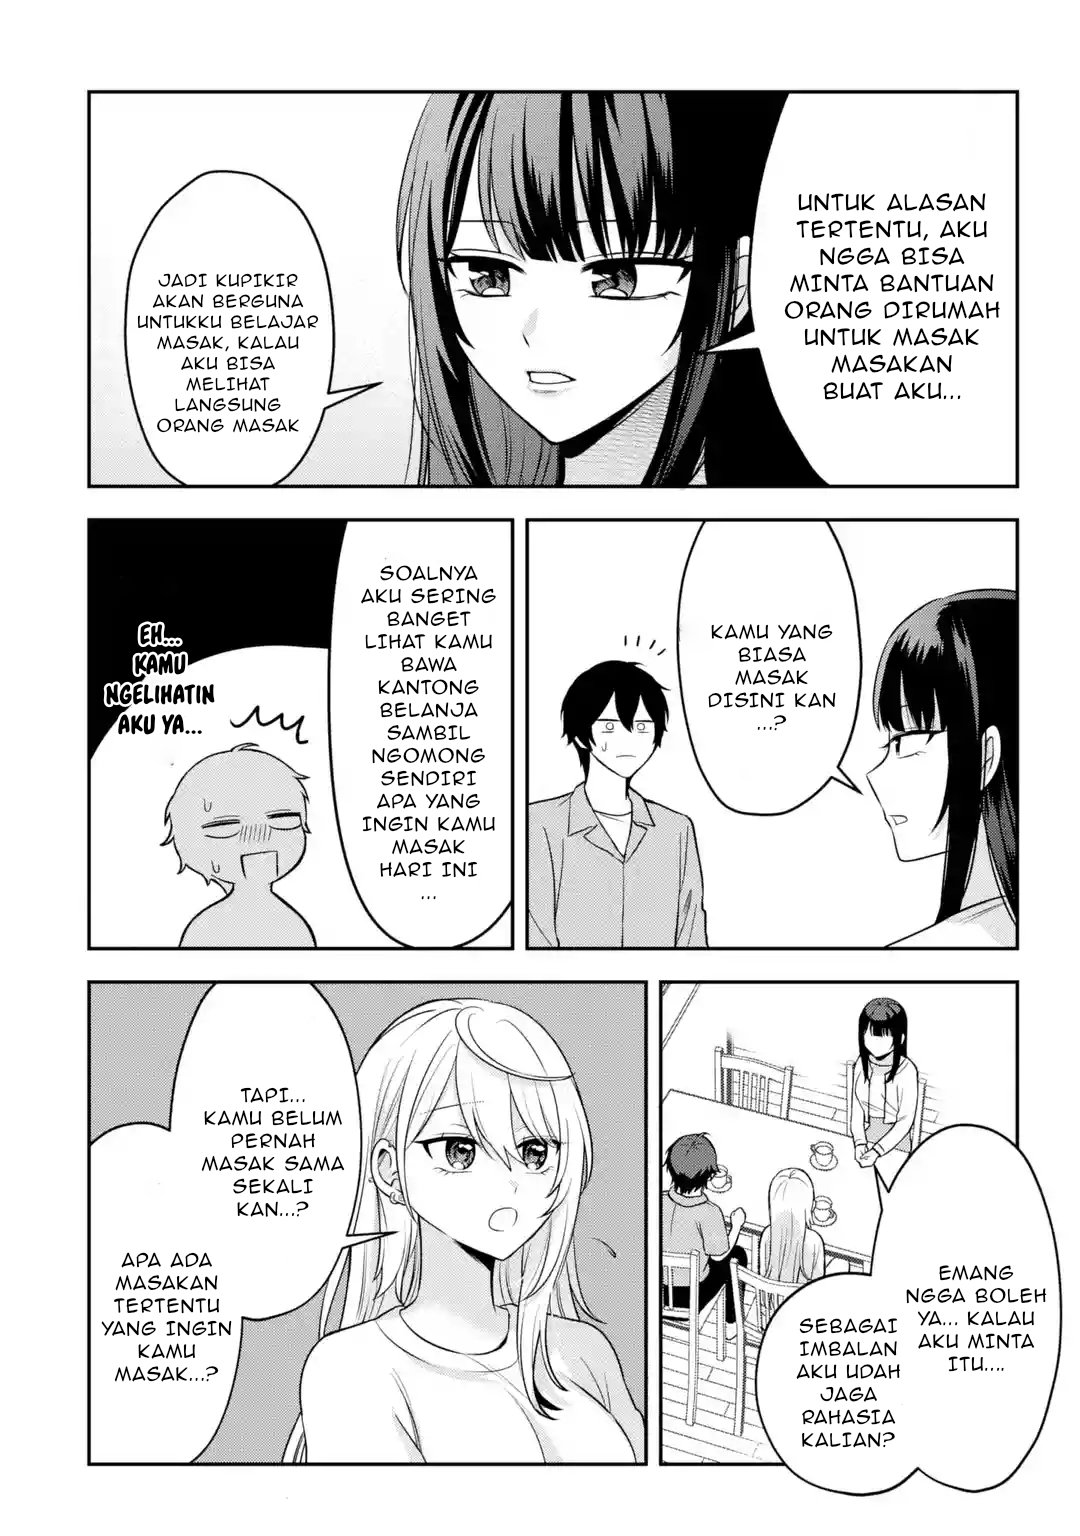 UNTUK ALASAN
TERTENTU, AKU
NGGA BISA
MINTA BANTUAN
ORANG DIRUMAH
UNTUK MASAK
MASAKAN
BUAT AKU...
JADI KUPIKIR
AKAN BERGUNA
UNTUKKU BELAJAR
MASAK, KALAU
AKU BISA
MELIHAT
LANGSUNG
ORANG MASAK
KAMU YANG
BIASA
MASAK
DISINI KAN
...?
SOALNYA
AKU SERING
BANGET
LIHAT KAMU
BAWA
KANTONG
BELANJA
SAMBIL
NGOMONG
SENDIRI
APA YANG
INGIN KAMU
MASAK
HARI INI
...
EH...
KAMU
NGELIHATIN
AKU YA...
EMANG
NGGA BOLEH
YA... KALAU
AKU MINTA
ITU....
SEBAGAI
IMBALAN
AKU UDAH
JAGA
RAHASIA
KALIAN?
TAPI...
KAMU BELUM
PERNAH
MASAK SAMA
SEKALI
KAN...?
APA ADA
MASAKAN
TERTENTU
YANG INGIN
KAMU
MASAK...?